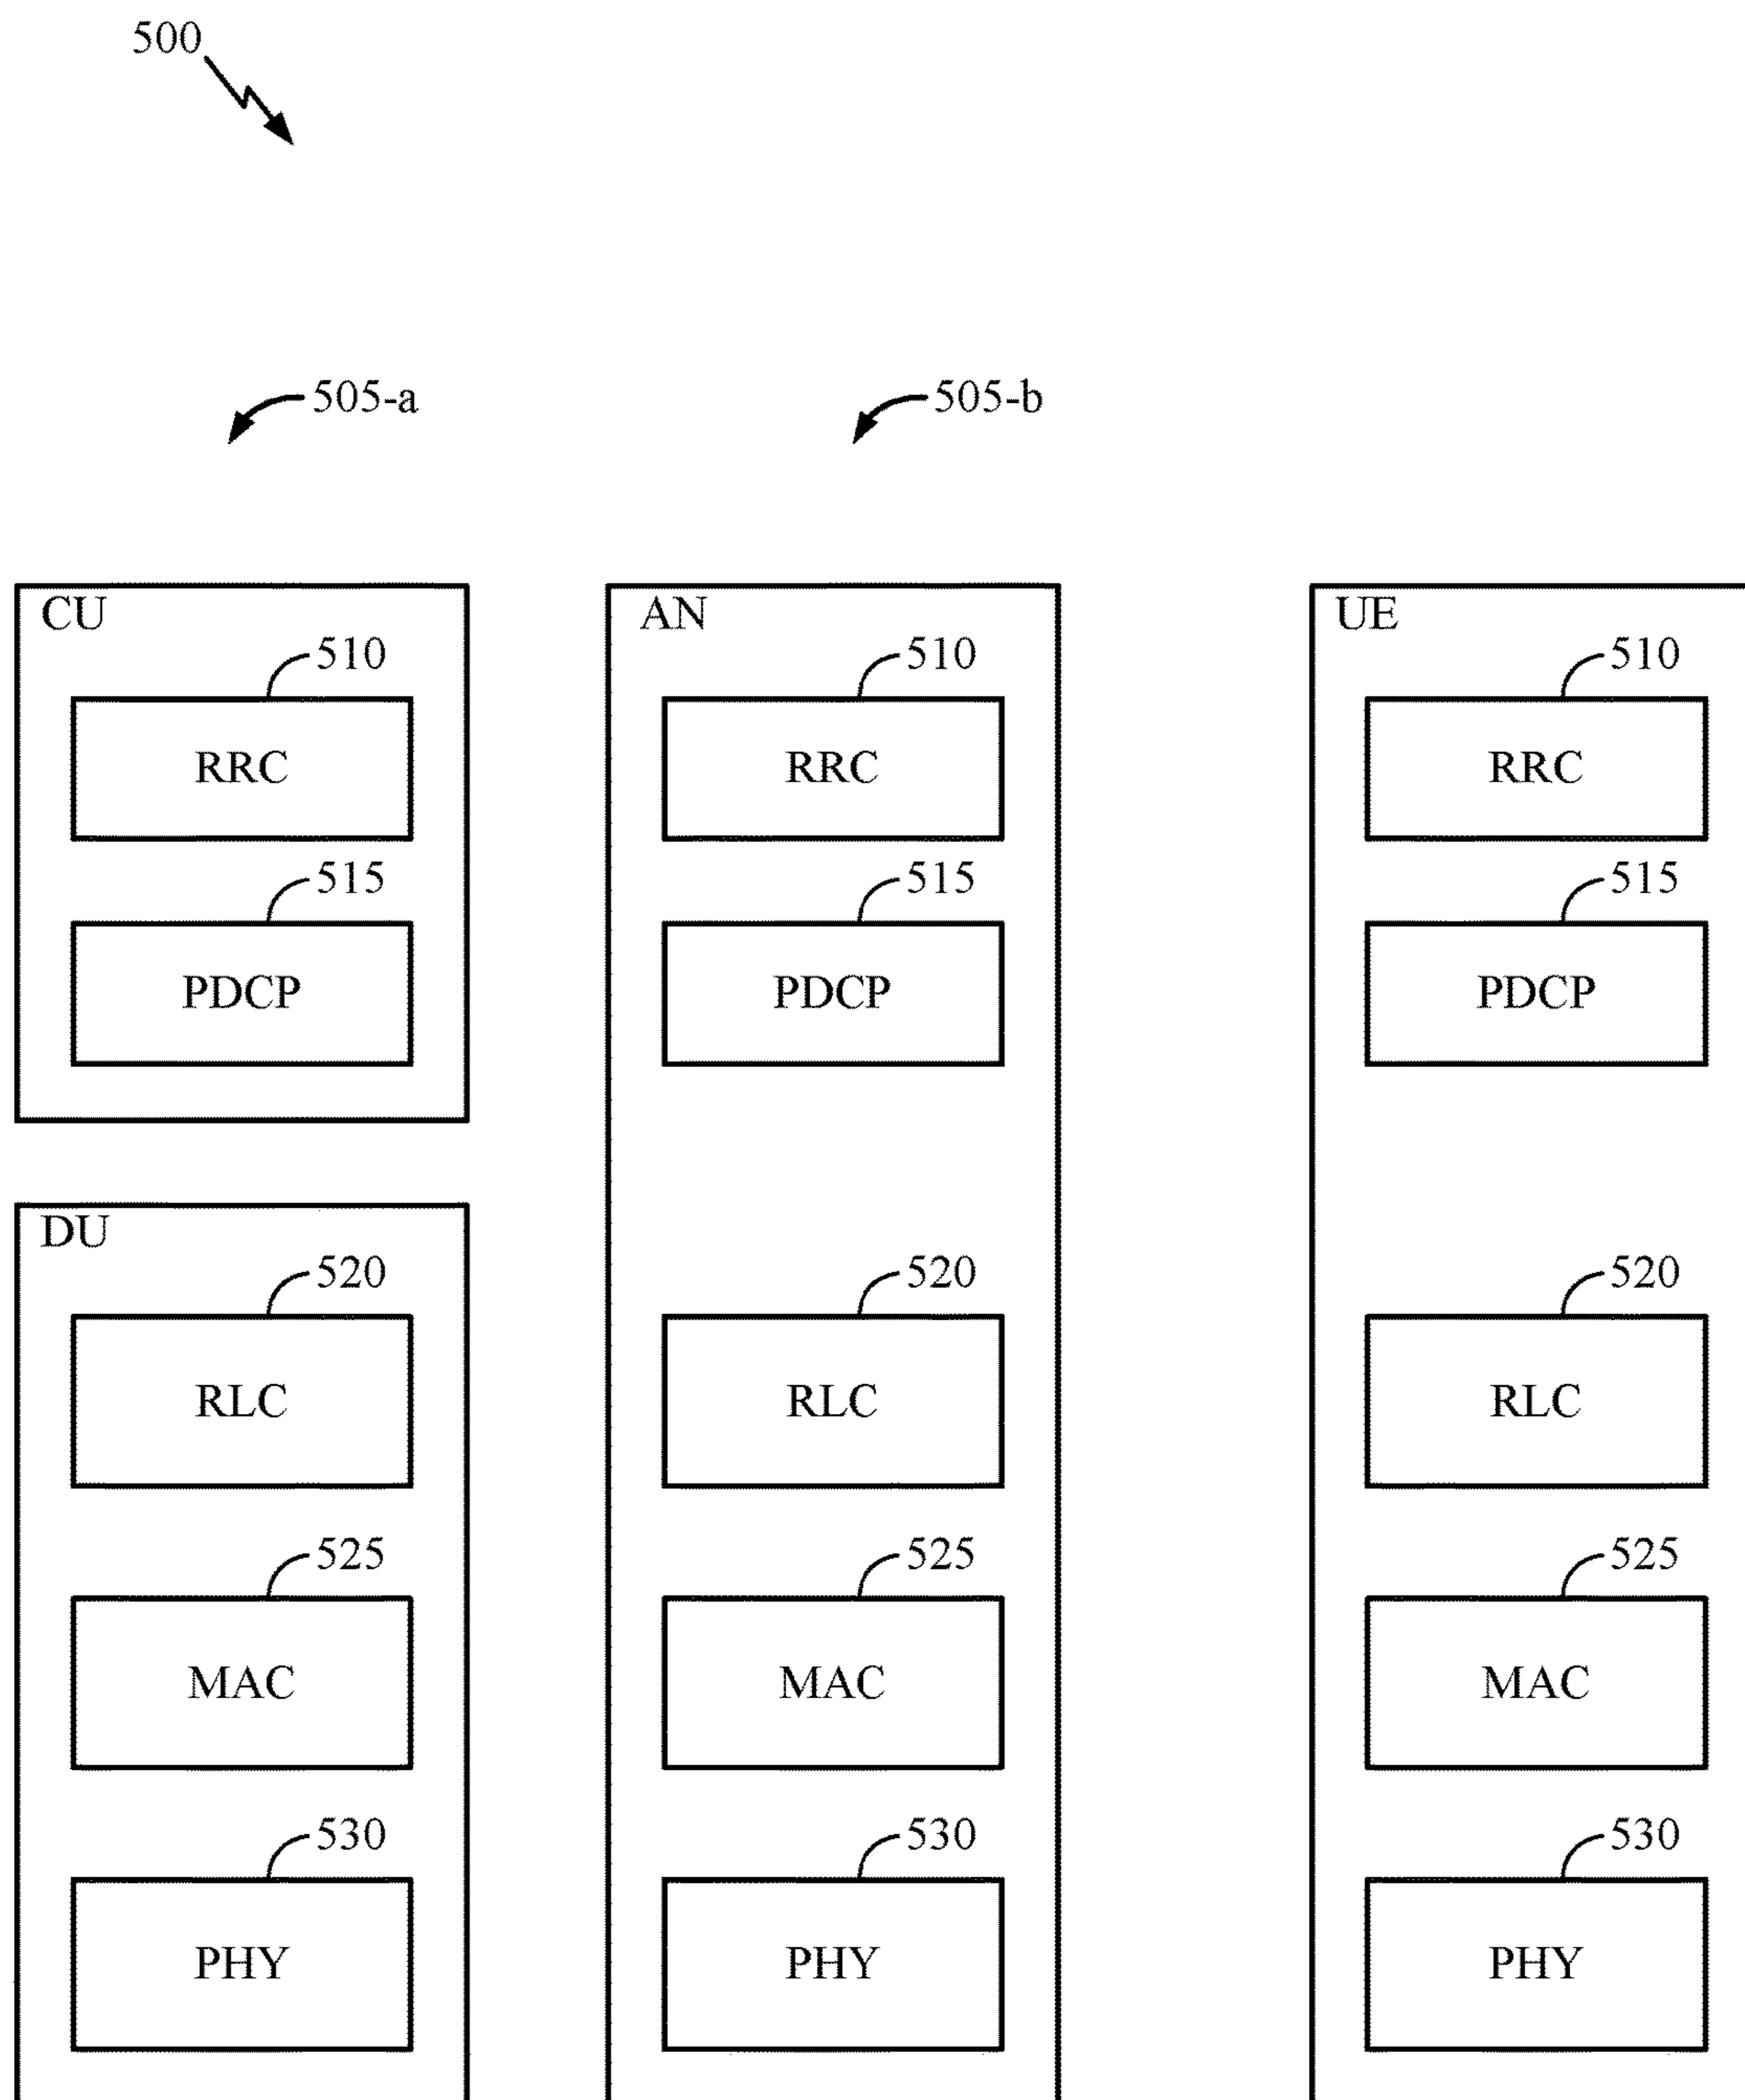 500
505-a 505-b
CU AN UE
510 510 510
RRC RRC RRC
515 515 515
PDCP PDCP PDCP
DU
520 520 520
RLC RLC RLC
525 525 525
MAC MAC MAC
530 530 530
PHY PHY PHY